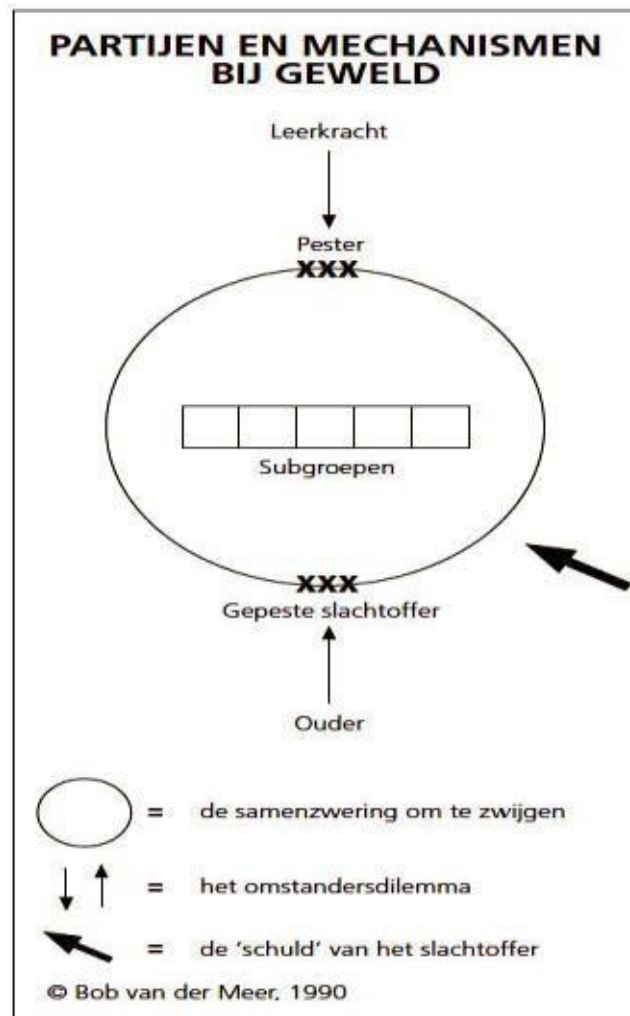 PARTIJEN EN MECHANISMEN
BIJ GEWELD
Leerkracht
Pester
xxx
Subgroepen
xxx
Gepeste slachtoffer
Ouder
= de samenzwering om te zwijgen
= het omstandersdilemma
= de ‘schuld’ van het slachtoffer
© Bob van der Meer, 1990